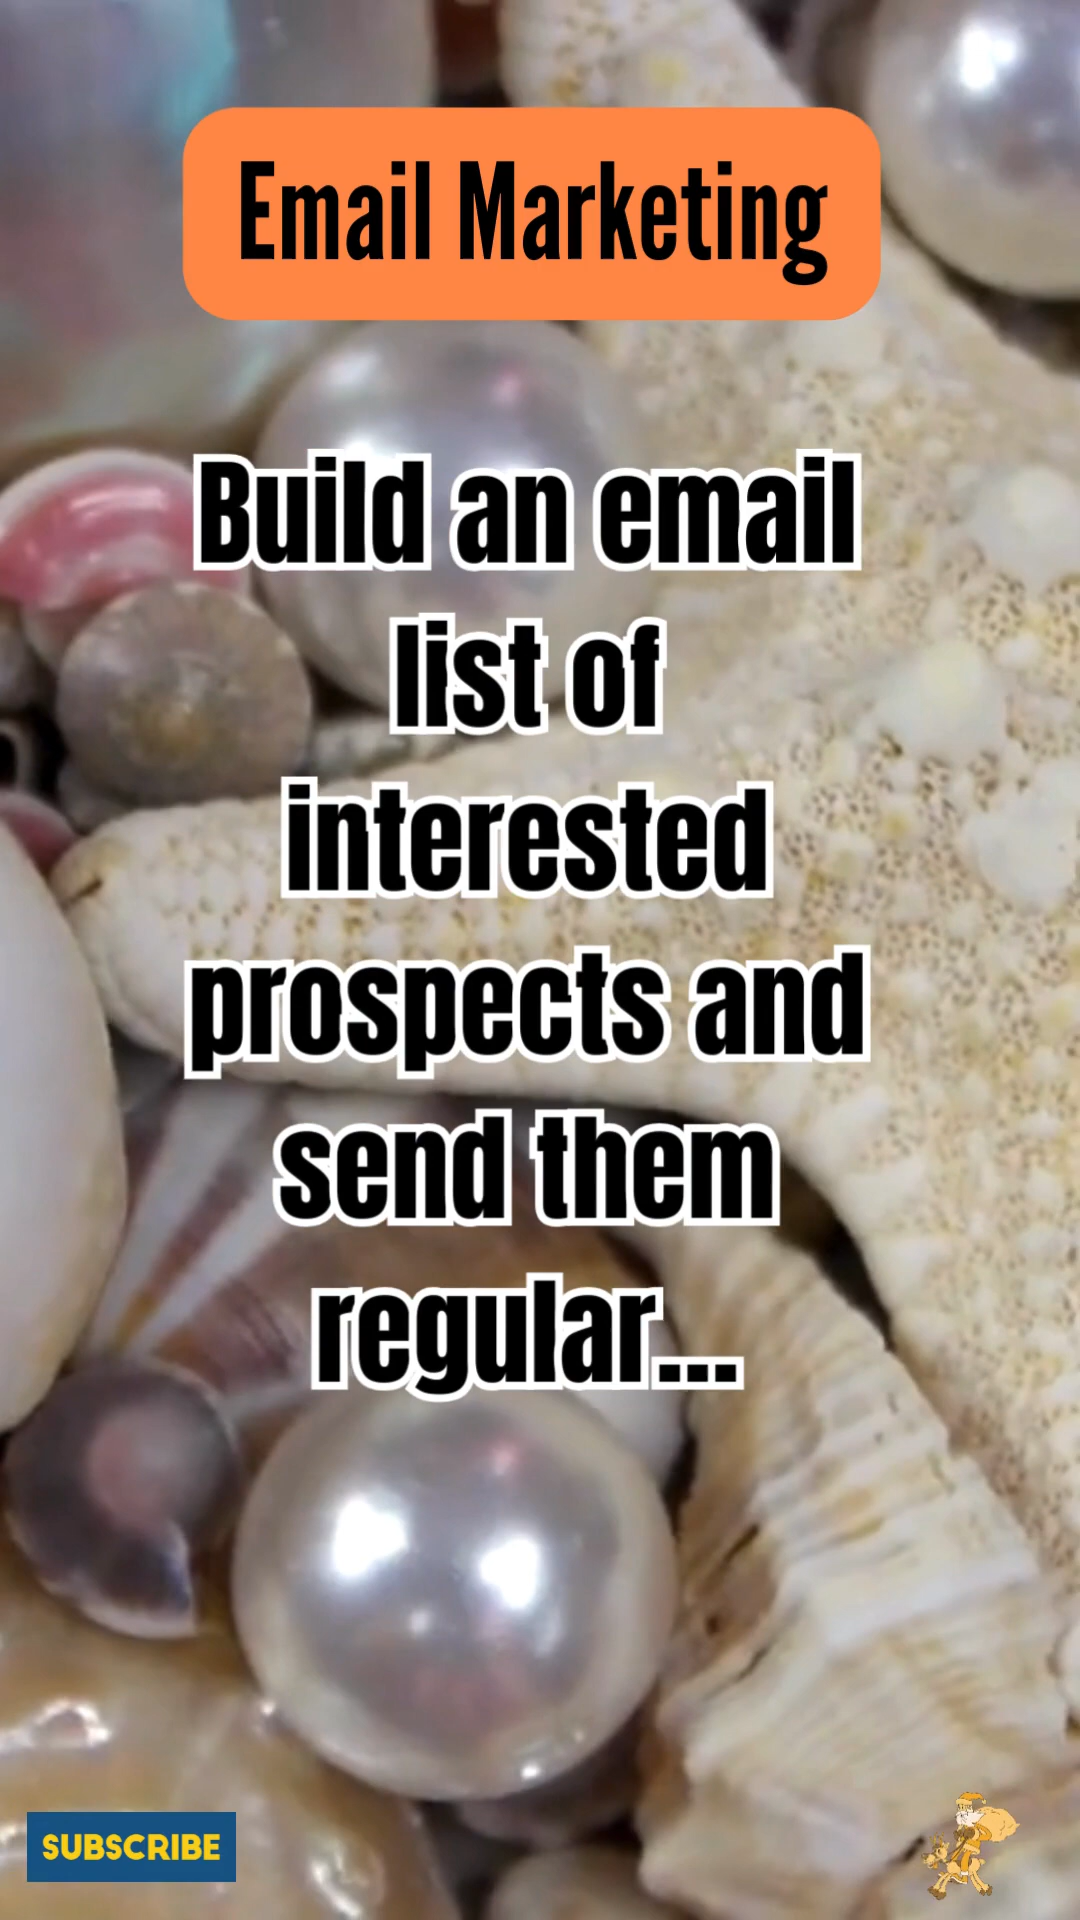 Email Marketing
Build an email
list of
interested
prospects and
send them
regular...
SUBSCRIBE